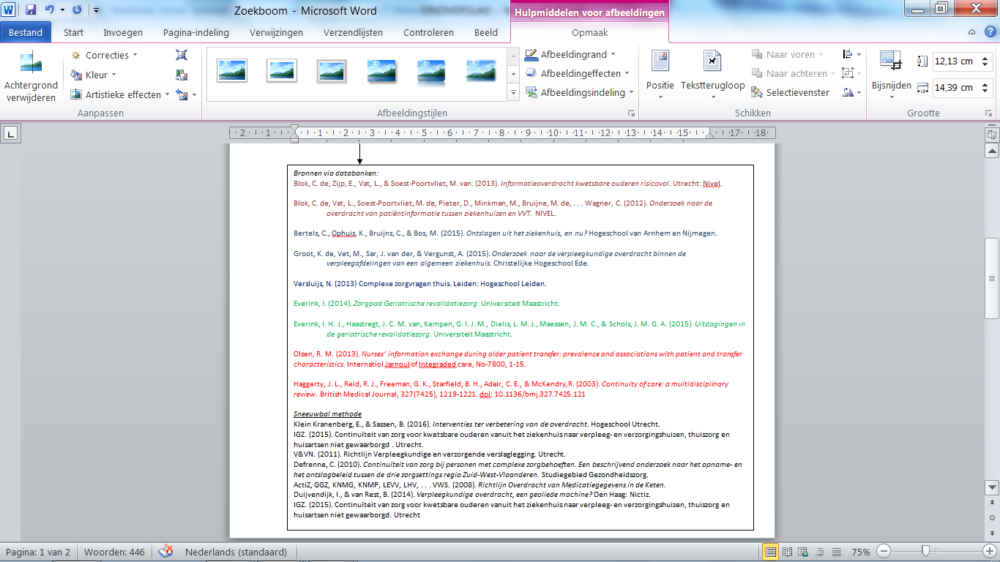 Zoekboom - Microsoft Word
Hulpmiddelen voor afbeeldingen
Bestand Start Invoegen Pagina-indeling Verwijzingen Verzendlijsten Controleren Beeld Opmaak
Achtergrond verwijderen
Correcties
Kleur
Artistieke effecten
Aanpassen
Afbeeldingstijlen
Afbeeldingrand
Afbeeldingseffecten
Afbeeldingsindeling
Positie
Tekstterugloop
Naar voren
Naar achteren
Selectievenster
Schikken
Bijsnijden
12,13 cm
14,39 cm
Grootte
2 1 1 2 3 4 5 6 7 8 9 10 11 12 13 14 15 17 18
Bronnen via databanken:
Blok, C. de, Zijp, E., Vat, L., & Soest-Poortvliet, M. van. (2013). Informatieoverdracht kwetsbare ouderen risicovol. Utrecht: Nivel.
Blok, C. de, Vat, L., Soest-Poortvliet, M. de, Pieter, D., Minkman, M., Bruijne, M. de, . . . Wagner, C. (2012). Onderzoek naar de
overdracht van patiëntinformatie tussen ziekenhuizen en VVT. NIVEL.
Bertels, C., Ophuis, K., Bruijns, C., & Bos, M. (2015). Ontslagen uit het ziekenhuis, en nu? Hogeschool van Arnhem en Nijmegen.
Groot, K. de, Vet, M., Sar, J. van der, & Vergunst, A. (2015). Onderzoek naar de verpleegkundige overdracht binnen de
verpleegafdelingen van een algemeen ziekenhuis. Christelijke Hogeschool Ede.
Versluijs, N. (2013) Complexe zorgvragen thuis. Leiden: Hogeschool Leiden.
Everink, I. (2014). Zorgpad Geriatrische revalidatiezorg. Universiteit Maastricht.
Everink, I. H. J., Haastregt, J. C. M. van, Kempen, G. I. J. M., Dielis, L. M. J., Maessen, J. M. C., & Schols, J. M. G. A. (2015). Uitdagingen in
de geriatrische revalidatiezorg. Universiteit Maastricht.
Olsen, R. M. (2013). Nurses' information exchange during older patient transfer: prevalence and associations with patient and transfer
characteristics. Internatiol Jarnoul of Integraded care, No-7800, 1-15.
Haggerty, J. L., Reid, R. J., Freeman, G. K., Starfield, B. H., Adair, C. E., & McKendry,R. (2003). Continuity of care: a multidisciplinary
review. British Medical Journal, 327(7425), 1219-1221. doi; 10.1136/bmj.327.7425.121
Sneeuwbal methode
Klein Kranenberg, E., & Sassen, B. (2016). Interventies ter verbetering van de overdracht. Hogeschool Utrecht.
IGZ. (2015). Continuïteit van zorg voor kwetsbare ouderen vanuit het ziekenhuis naar verpleeg- en verzorgingshuizen, thuiszorg en
huisartsen niet gewaarborgd . Utrecht.
V&VN. (2011). Richtlijn Verpleegkundige en verzorgende verslaglegging. Utrecht.
Defrenne, C. (2010). Continuïteit van zorg bij personen met complexe zorgbehoeften. Een beschrijvend onderzoek naar het opname- en
het ontslagbeleid tussen de drie zorgsettings regio Zuid-West-Vlaanderen. Studiegebied Gezondheidszorg.
ActiZ, GGZ, KNMG, KNMP, LEVV, LHV, . . . VWS. (2008). Richtlijn Overdracht van Medicatiegegevens in de Keten.
Duijvendijk, I., & van Rest, B. (2014). Verpleegkundige overdracht, een geoliede machine? Den Haag: Nictiz.
IGZ. (2015). Continuïteit van zorg voor kwetsbare ouderen vanuit het ziekenhuis naar verpleeg- en verzorgingshuizen, thuiszorg en
huisartsen niet gewaarborgd. Utrecht
Pagina: 1 van 2 Woorden: 446 Nederlands (standaard) 75%